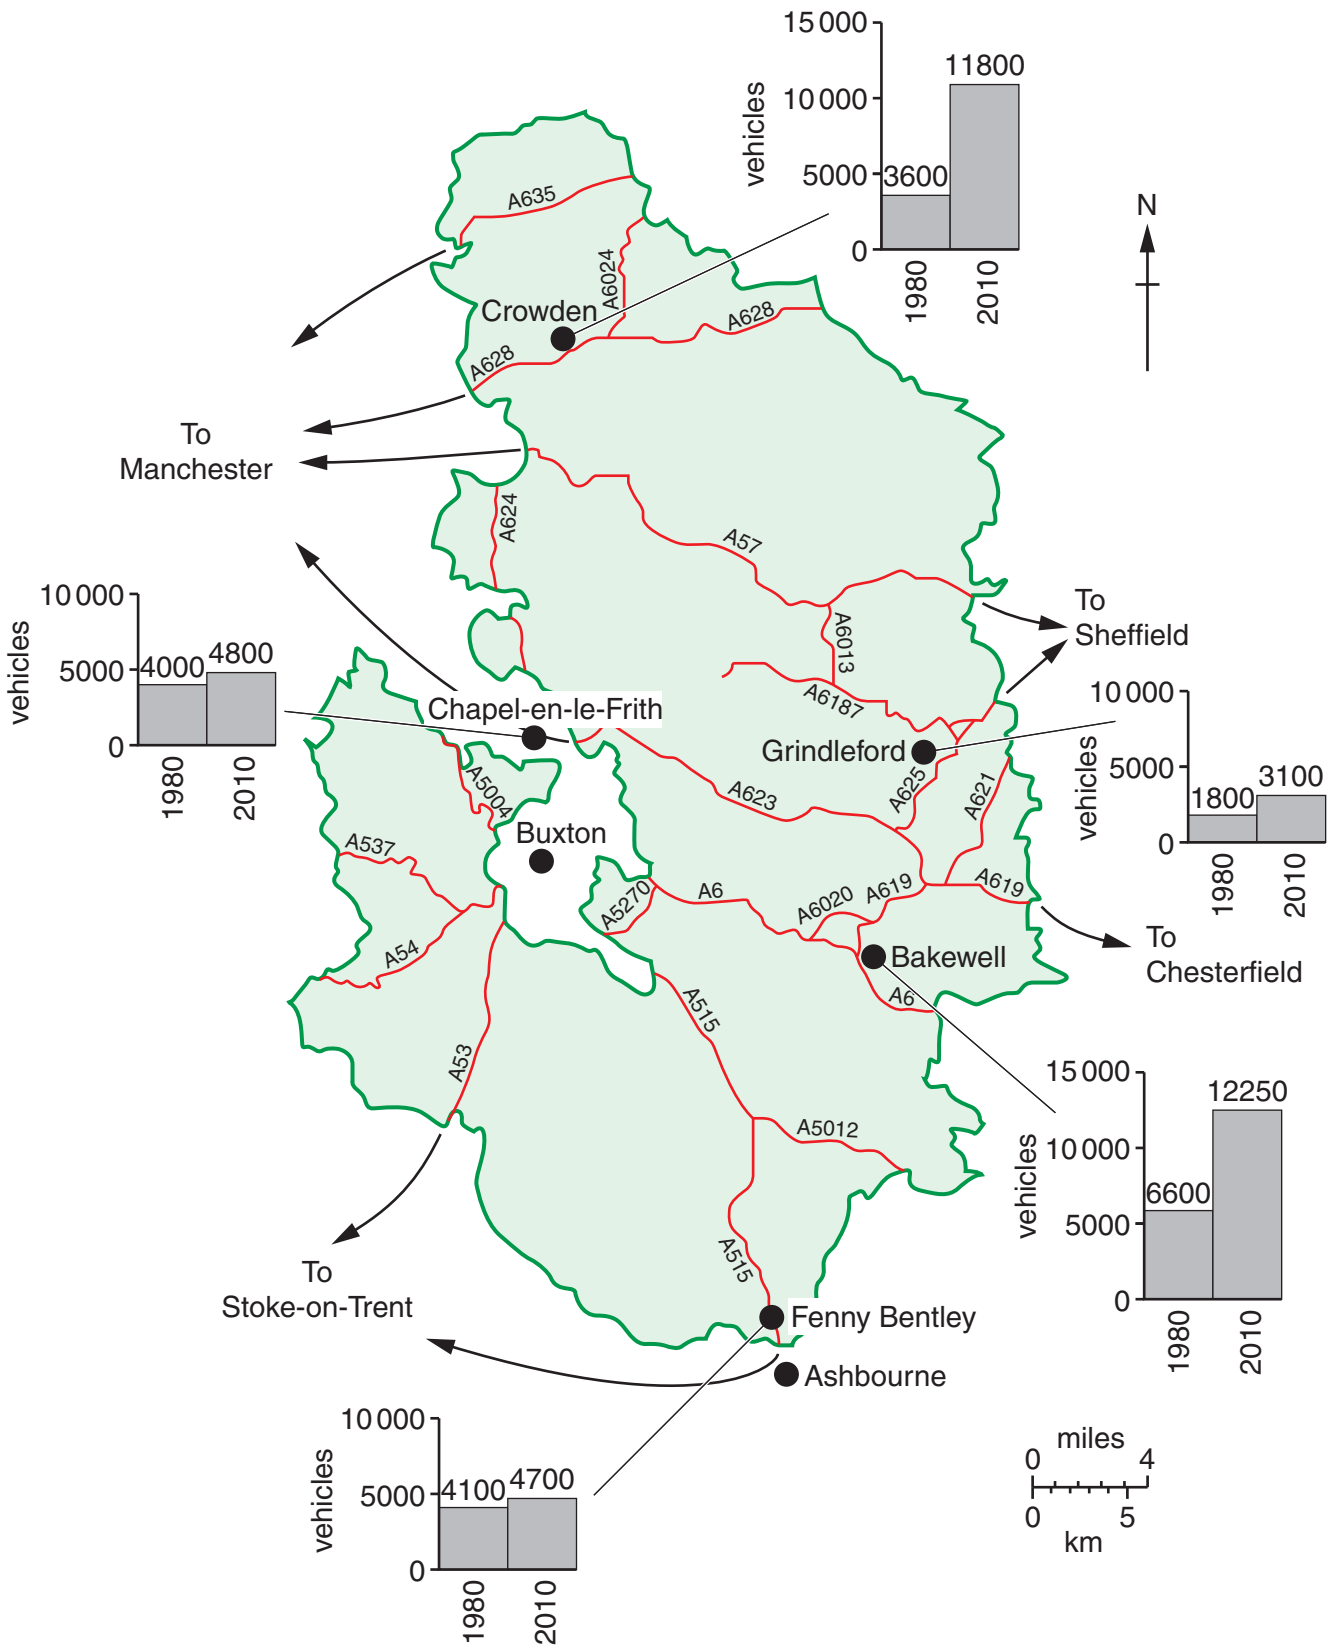 15 000
10 000
5000
0
vehicles
3600
11800
1980
2010
N
A635
A6024
Crowden
A628
A628
To
Manchester
A624
A57
10 000
5000
0
vehicles
4000
4800
1980
2010
To
Sheffield
A6013
A6187
Chapel-en-le-Frith
Grindleford
10 000
5000
0
vehicles
1800
3100
1980
2010
A5004
A623
A625
A621
Buxton
A537
A5270
A6
A6020
A619
A619
To
Chesterfield
A54
Bakewell
A6
A515
A53
15 000
10 000
5000
0
vehicles
6600
12250
1980
2010
A5012
A515
To
Stoke-on-Trent
Fenny Bentley
Ashbourne
10 000
5000
0
vehicles
4100
4700
1980
2010
miles
0
4
0
5
km